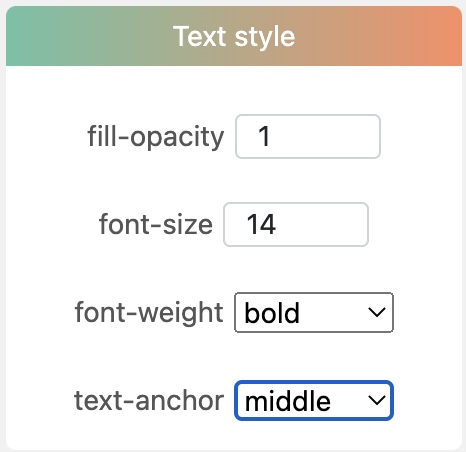 Text style
fill-opacity 1
font-size 14
font-weight bold
text-anchor middle